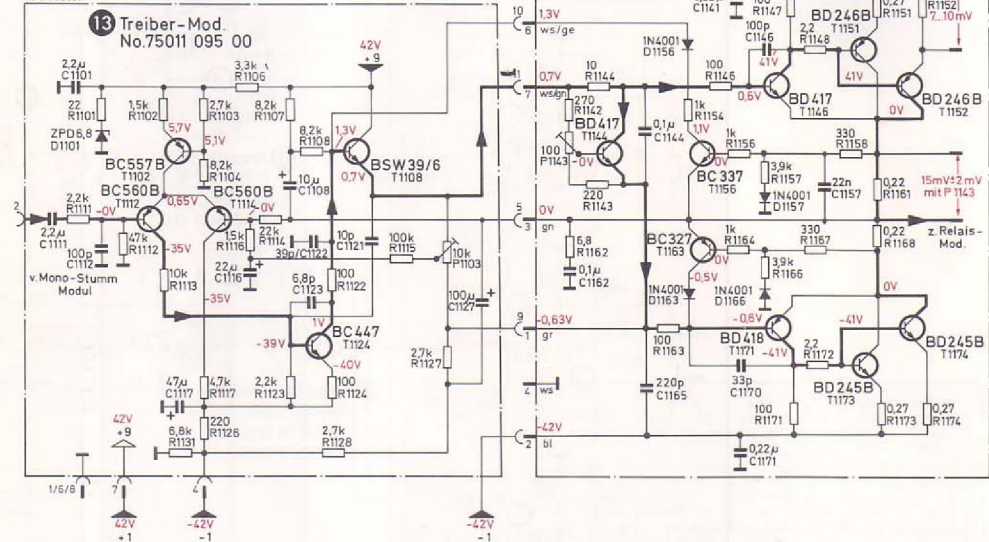 13 Treiber-Mod.
No.75011 095 00
2,2µ
C1101
22
R1101
ZPD6,8
D1101
3,3k
R1106
1,5k
R1102
2,7k
R1103
8,2k
R1107
42V
+9
5,7V
5,1V
8,2k
R1104
BC557B
T1102
8,2k
R1108
1,3V
BSW39/6
T1108
0,7V
10µ
C1108
BC560B
T1112
0,65V
BC560B
T1114
2
2,2k
R1111
~0V
2,2µ
C1111
100p
C1112
47k
R1112
v.Mono-Stumm
Modul
-35V
10k
R1113
-35V
~0V
1,5k
R1116
22k
R1114
39p/C1122
22µ
C1116
10p
C1121
100k
R1115
10k
P1103
6,8p
C1123
100
R1122
100µ
C1127
1V
BC447
T1124
-39V
-40V
47µ
C1117
4,7k
R1117
2,2k
R1123
100
R1124
2,7k
R1127
220
R1126
6,8k
R1131
2,7k
R1128
42V
+9
1/6/8
7
4
42V
+1
-42V
-1
-42V
-1
10
6
1,3V
ws/ge
11
7
0,7V
ws/gn
5
3
0V
gn
9
1
-0,63V
gr
4
ws
2
-42V
bl
10
R1144
270
R1142
BD417
T1144
100
P1143
~0V
220
R1143
0,1µ
C1144
1N4001
D1156
100
R1146
1k
R1154
1,1V
BC337
T1156
0V
1k
R1156
330
R1158
3,9k
R1157
1N4001
D1157
22n
C1157
0,22
R1161
0,22
R1168
15mV±2mV
mit P1143
z.Relais-
Mod.
C1141
100
R1147
100p
C1146
41V
0,6V
BD417
T1146
2,2
R1148
BD246B
T1151
41V
0,27
R1151
R1152
7...10mV
BD246B
T1152
0V
6,8
R1162
0,1µ
C1162
BC327
T1163
0V
-0,5V
1N4001
D1163
1k
R1164
330
R1167
3,9k
R1166
1N4001
D1166
100
R1163
220p
C1165
-0,6V
BD418
T1171
-41V
33p
C1170
2,2
R1172
-41V
0V
BD245B
T1174
BD245B
T1173
100
R1171
0,27
R1173
0,27
R1174
0,22µ
C1171